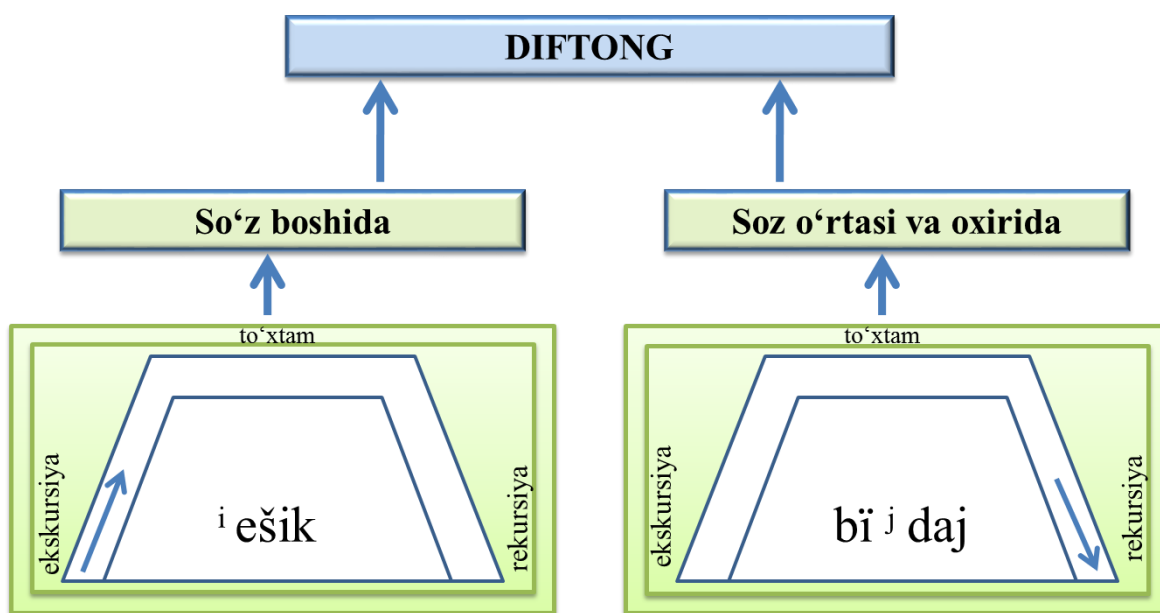 DIFTONG
So‘z boshida
Soz o‘rtasi va oxirida
to‘xtam
ekskursiya
rekursiya
ⁱ ešik
to‘xtam
ekskursiya
rekursiya
bï ʲ daj